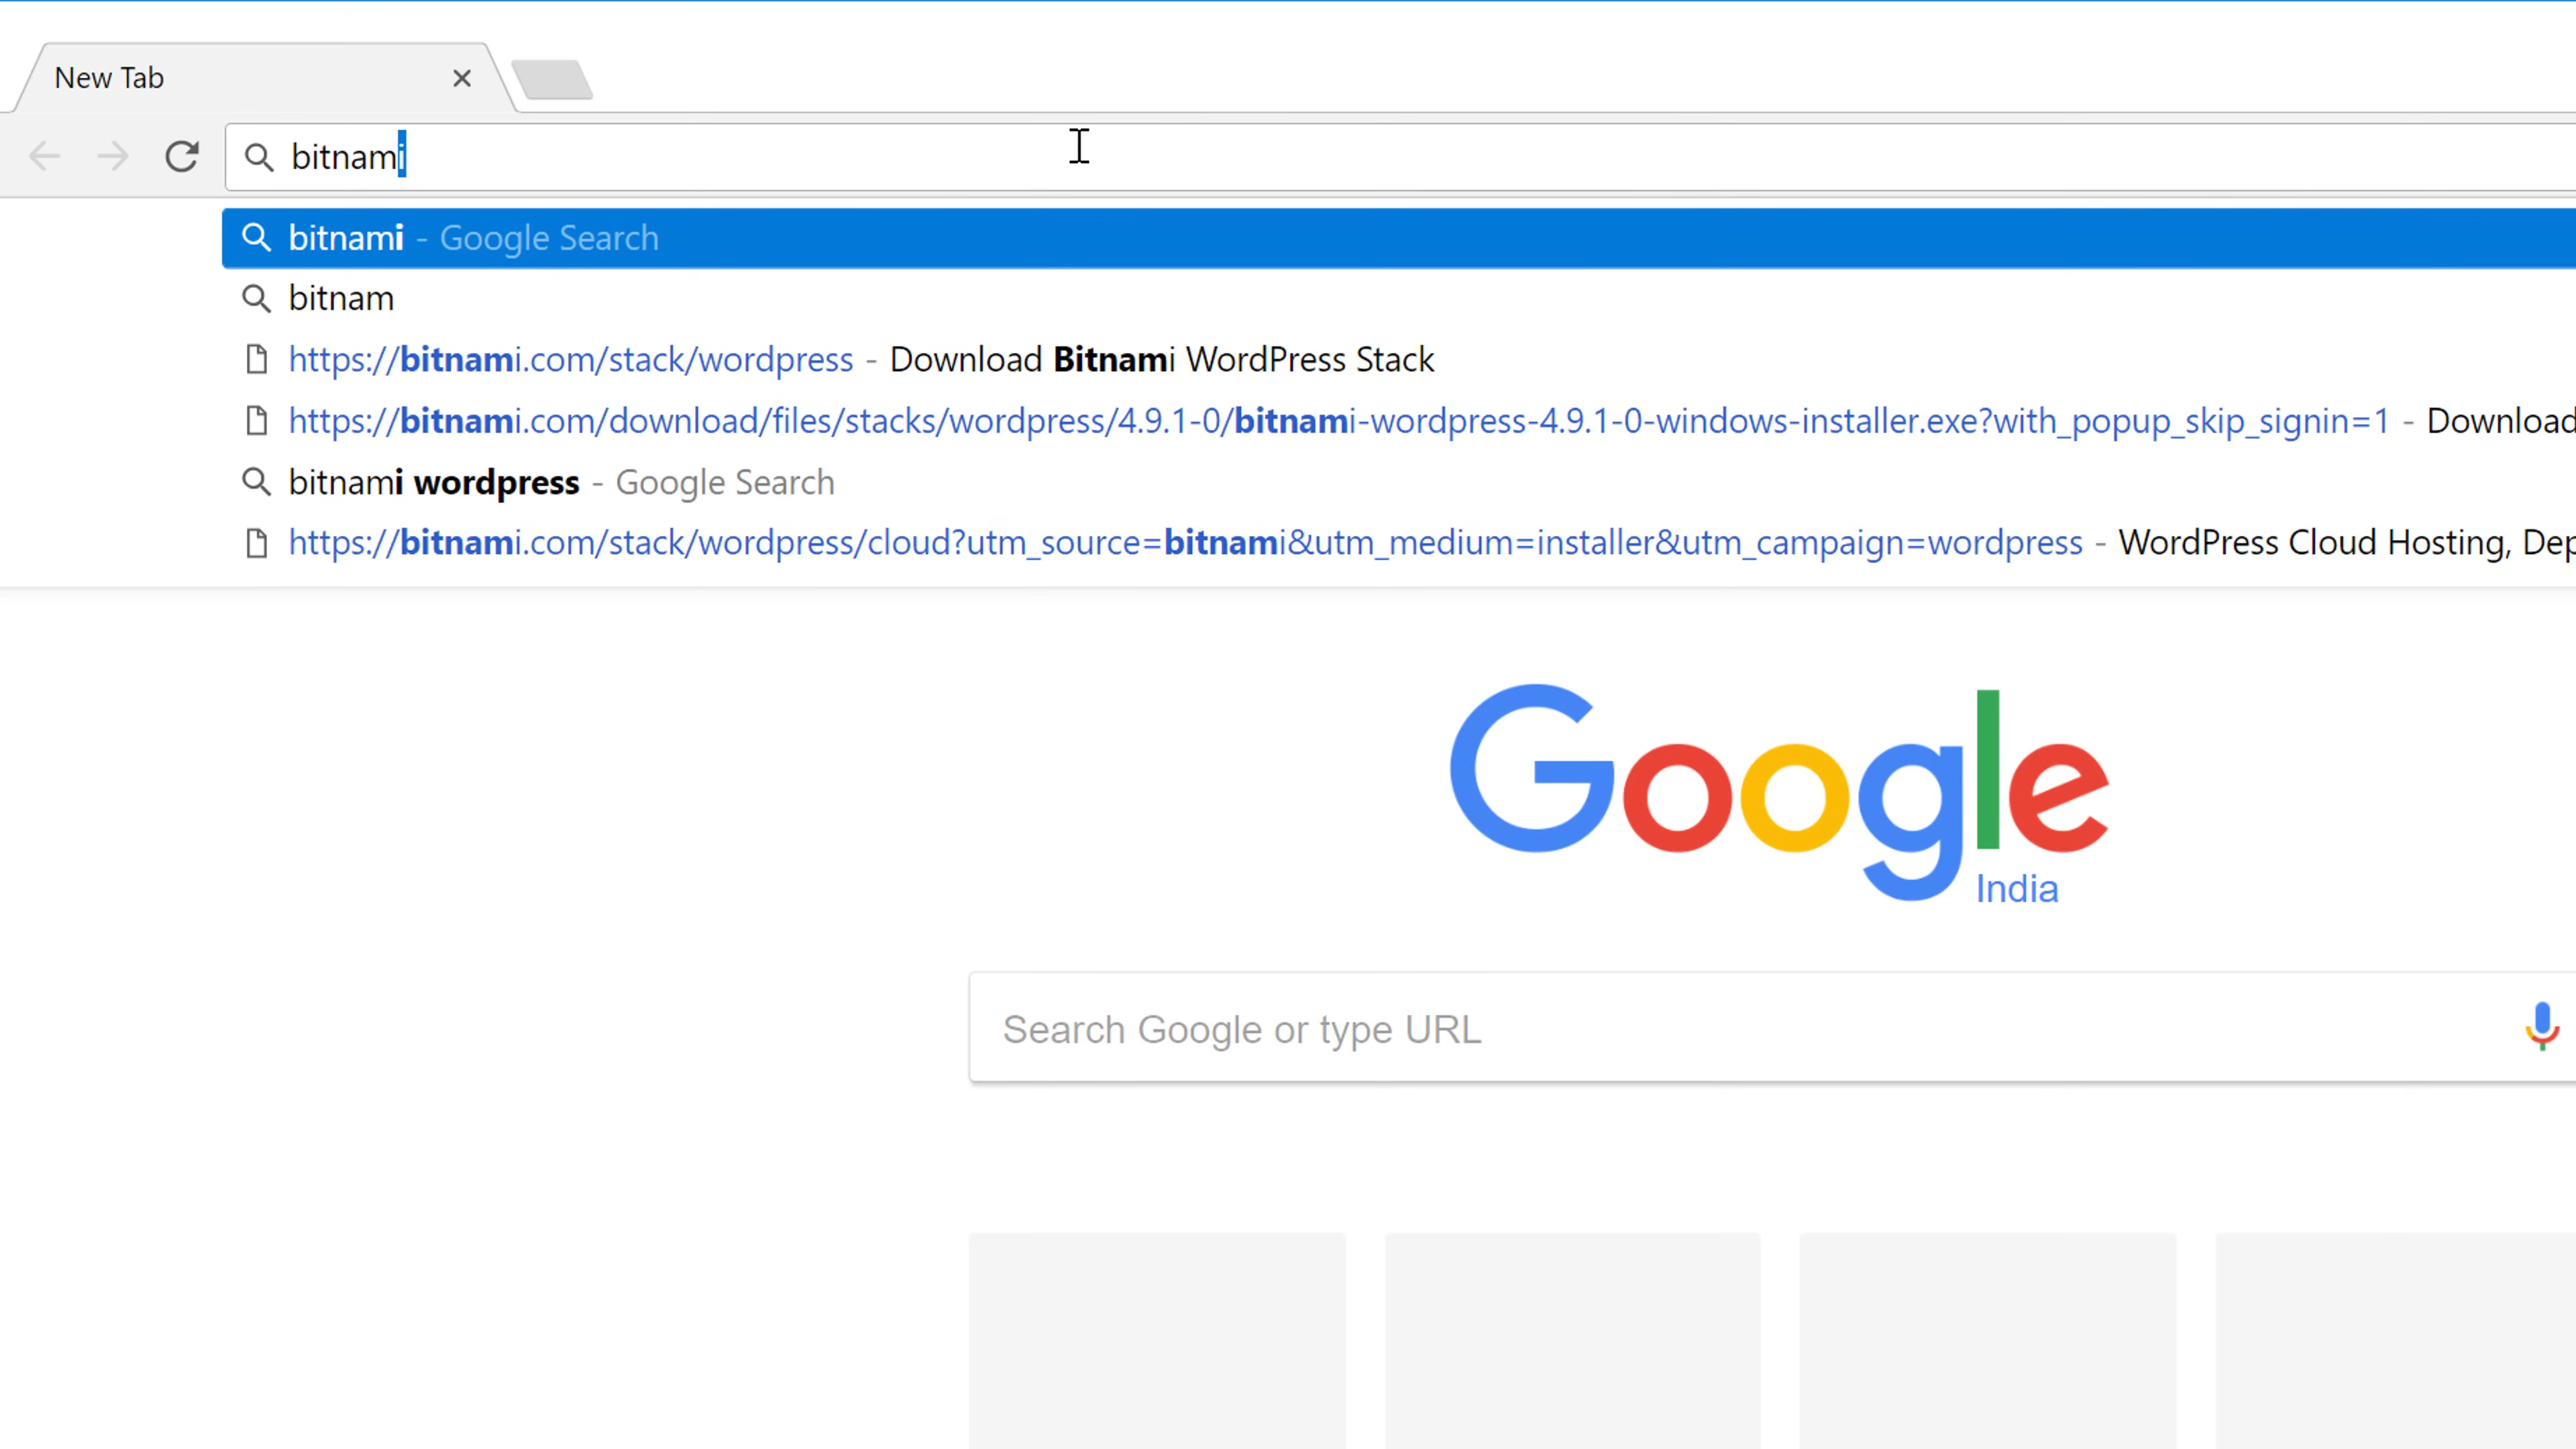 New Tab
bitnami
bitnami - Google Search
bitnam
https://bitnami.com/stack/wordpress - Download Bitnami WordPress Stack
https://bitnami.com/download/files/stacks/wordpress/4.9.1-0/bitnami-wordpress-4.9.1-0-windows-installer.exe?with_popup_skip_signin=1 - Download
bitnami wordpress - Google Search
https://bitnami.com/stack/wordpress/cloud?utm_source=bitnami&utm_medium=installer&utm_campaign=wordpress - WordPress Cloud Hosting, Dep
Google
India
Search Google or type URL